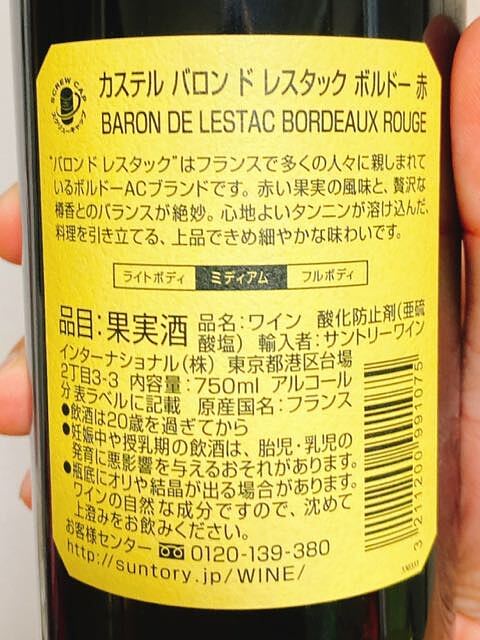 SCREW CAP
スクリューキャップ
カステル バロン ド レスタック ボルドー 赤
BARON DE LESTAC BORDEAUX ROUGE
"バロン ド レスタック"はフランスで多くの人々に親しまれて
いるボルドーACブランドです。赤い果実の風味と、贅沢な
樽香とのバランスが絶妙。心地よいタンニンが溶け込んだ、
料理を引き立てる、上品できめ細やかな味わいです。
ライトボディ ミディアム フルボディ
品目:果実酒 品名:ワイン 酸化防止剤(亜硫
酸塩) 輸入者:サントリーワイン
インターナショナル(株) 東京都港区台場
2丁目3-3 内容量:750ml アルコール
分 表ラベルに記載 原産国名:フランス
●飲酒は20歳を過ぎてから
●妊娠中や授乳期の飲酒は、胎児・乳児の
発育に悪影響を与えるおそれがあります。
●瓶底にオリや結晶が出る場合があります。
ワインの自然な成分ですので、沈めて
上澄みをお飲みください。
お客様センター 0120-139-380
http://suntory.jp/WINE/
3 211200 991075